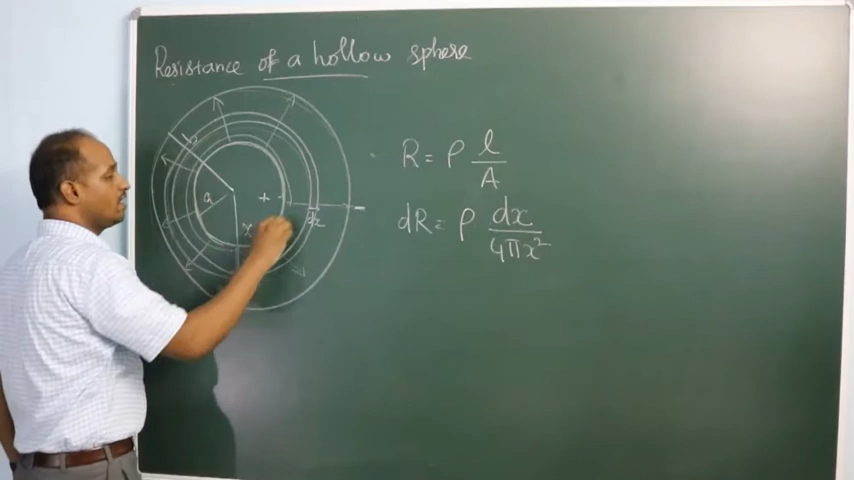 Resistance of a hollow sphere
b
a
+
x
dx
-
R = ρ l/A
dR = ρ dx/4πx²